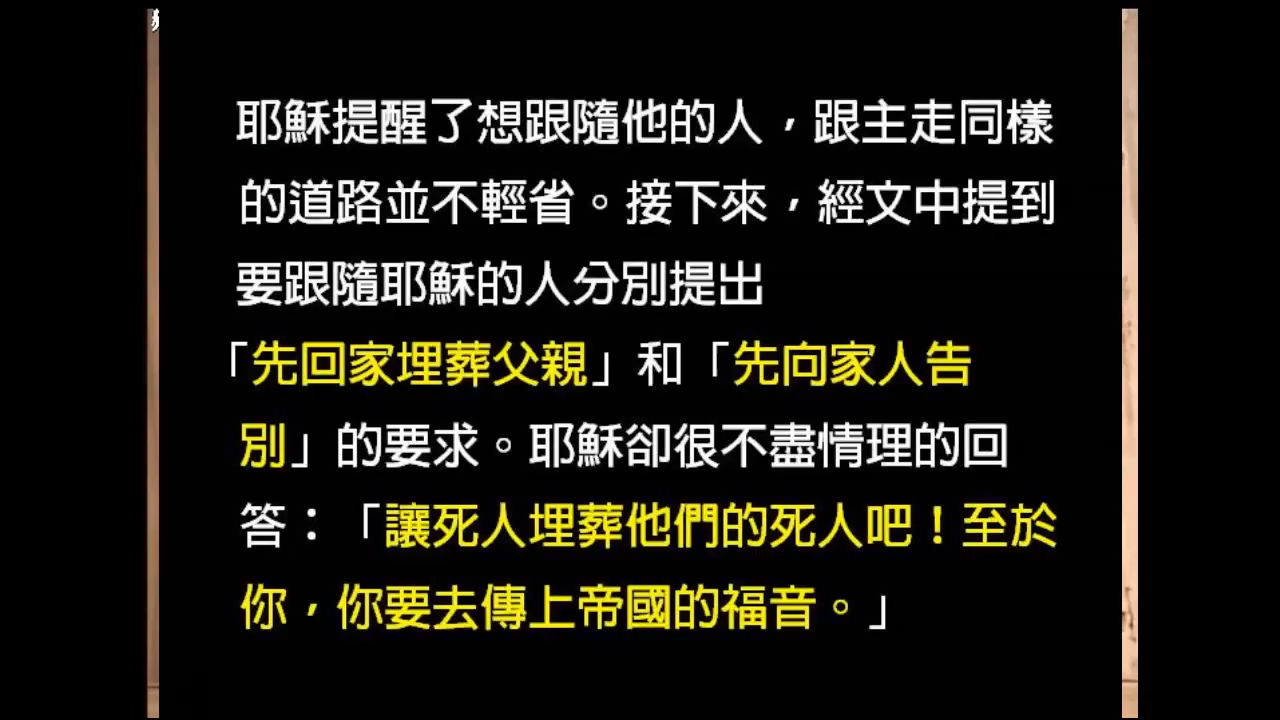 耶穌提醒了想跟隨他的人，跟主走同樣
的道路並不輕省。接下來，經文中提到
要跟隨耶穌的人分別提出
「先回家埋葬父親」和「先向家人告
別」的要求。耶穌卻很不盡情理的回
答：「讓死人埋葬他們的死人吧！至於
你，你要去傳上帝國的福音。」